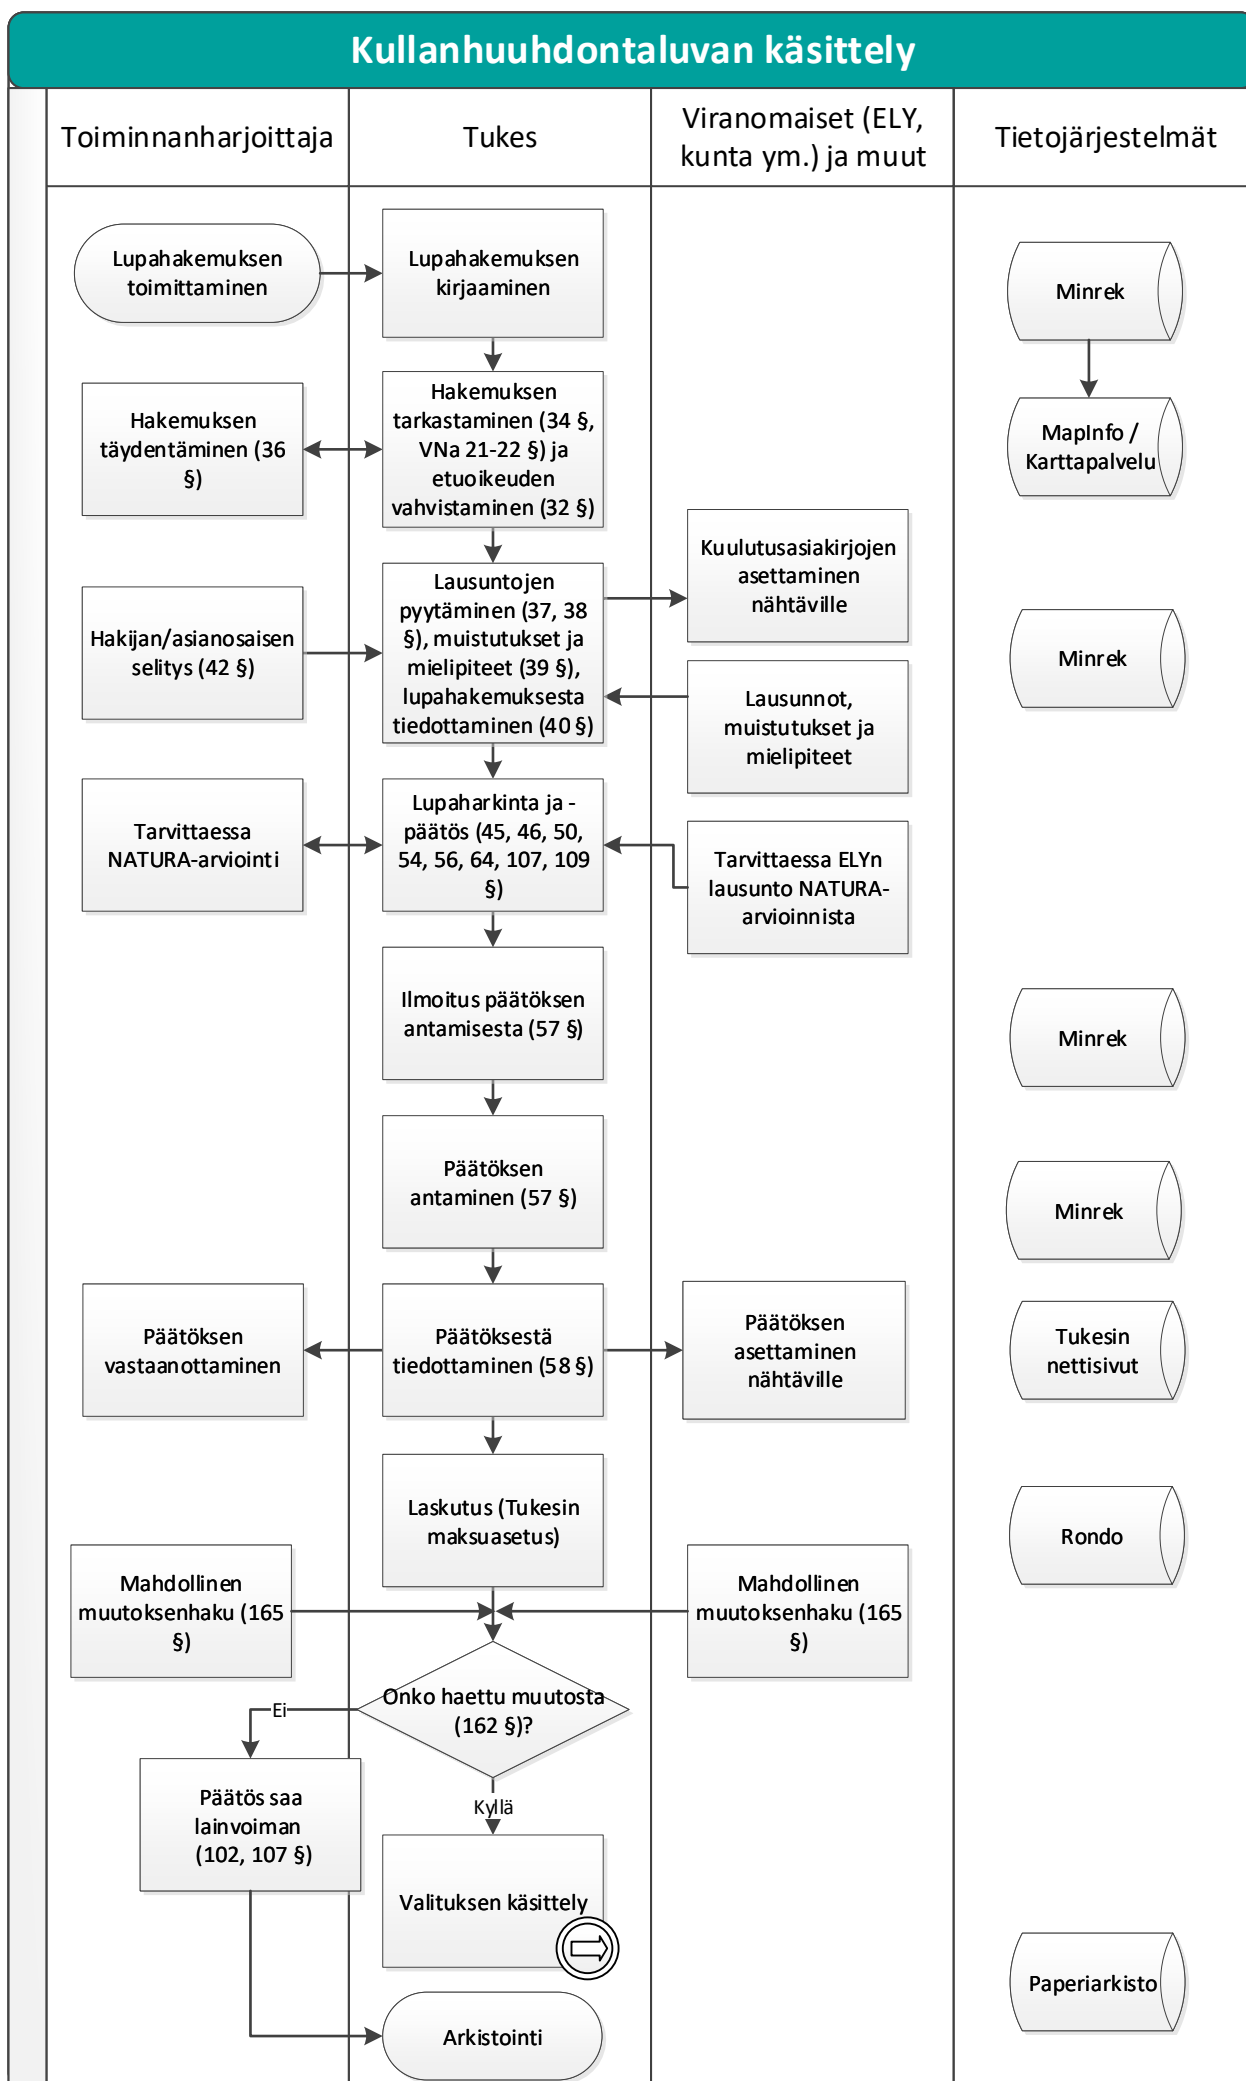 Kullanhuuhdontaluvan käsittely
Toiminnanharjoittaja
Tukes
Viranomaiset (ELY,
kunta ym.) ja muut
Tietojärjestelmät
Lupahakemuksen
toimittaminen
Lupahakemuksen
kirjaaminen
Minrek
Hakemuksen
täydentäminen (36
§)
Hakemuksen
tarkastaminen (34 §,
VNa 21-22 §) ja
etuoikeuden
vahvistaminen (32 §)
MapInfo /
Karttapalvelu
Kuulutusasiakirjojen
asettaminen
nähtäville
Hakijan/asianosaisen
selitys (42 §)
Lausuntojen
pyytäminen (37, 38
§), muistutukset ja
mielipiteet (39 §),
lupahakemuksesta
tiedottaminen (40 §)
Minrek
Lausunnot,
muistutukset ja
mielipiteet
Tarvittaessa
NATURA-arviointi
Lupaharkinta ja -
päätös (45, 46, 50,
54, 56, 64, 107, 109
§)
Tarvittaessa ELYn
lausunto NATURA-
arvioinnista
Ilmoitus päätöksen
antamisesta (57 §)
Minrek
Päätöksen
antaminen (57 §)
Minrek
Päätöksen
vastaanottaminen
Päätöksestä
tiedottaminen (58 §)
Päätöksen
asettaminen
nähtäville
Tukesin
nettisivut
Laskutus (Tukesin
maksuasetus)
Rondo
Mahdollinen
muutoksenhaku (165
§)
Mahdollinen
muutoksenhaku (165
§)
Onko haettu muutosta
(162 §)?
Ei
Kyllä
Päätös saa
lainvoiman
(102, 107 §)
Valituksen käsittely
Paperiarkisto
Arkistointi